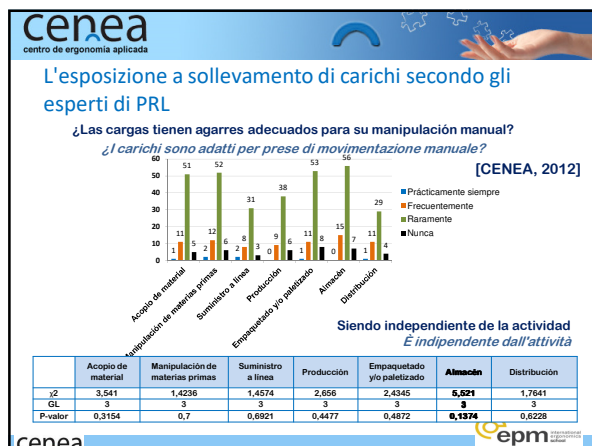 cenea
centro de ergonomía aplicada
L'esposizione a sollevamento di carichi secondo gli
esperti di PRL
¿Las cargas tienen agarres adecuados para su manipulación manual?
¿I carichi sono adatti per prese di movimentazione manuale?
[CENEA, 2012]
60
50
40
30
20
10
0
1 11 51 5
2 12 52 6
2 8 31 3
0 9 38 6
1 11 53 8
0 15 56 7
1 11 29 4
Prácticamente siempre
Frecuentemente
Raramente
Nunca
Acopio de material
Manipulación de materias primas
Suministro a línea
Producción
Empaquetado y/o paletizado
Almacén
Distribución
Siendo independiente de la actividad
È indipendente dall'attività
Acopio de material Manipulación de materias primas Suministro a línea Producción Empaquetado y/o paletizado Almacén Distribución
χ2 3,541 1,4236 1,4574 2,656 2,4345 5,521 1,7641
GL 3 3 3 3 3 3 3
P-valor 0,3154 0,7 0,6921 0,4477 0,4872 0,1374 0,6228
cenea
epm international ergonomics school